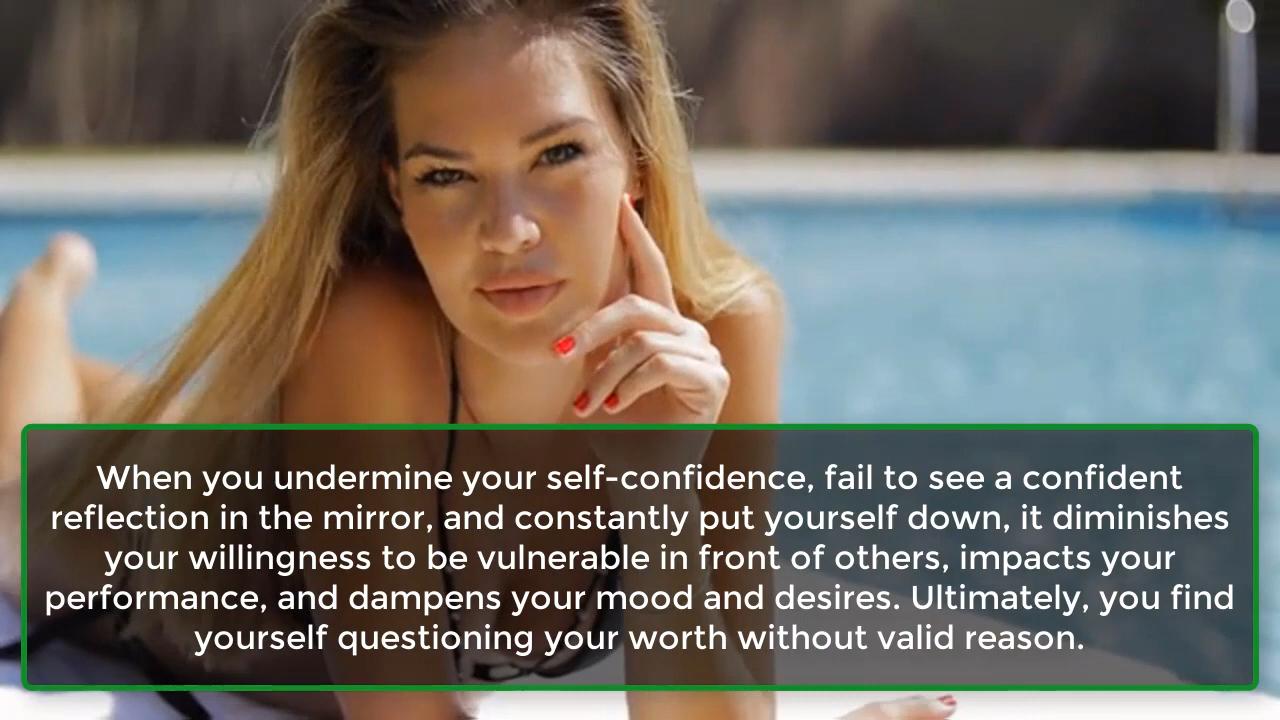 When you undermine your self-confidence, fail to see a confident
reflection in the mirror, and constantly put yourself down, it diminishes
your willingness to be vulnerable in front of others, impacts your
performance, and dampens your mood and desires. Ultimately, you find
yourself questioning your worth without valid reason.